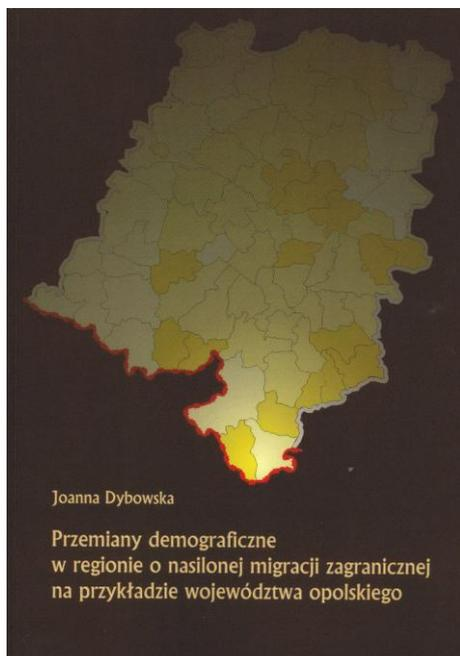 Joanna Dybowska
Przemiany demograficzne
w regionie o nasilonej migracji zagranicznej
na przykładzie województwa opolskiego